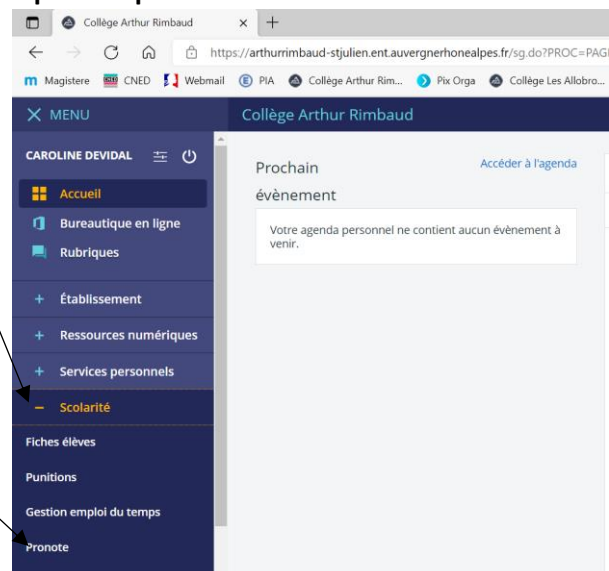 Collège Arthur Rimbaud
https://arthurrimbaud-stjulien.ent.auvergnerhonealpes.fr/sg.do?PROC=PAG
Magistere CNED Webmail PIA Collège Arthur Rim... Pix Orga Collège Les Allobro...
MENU Collège Arthur Rimbaud
CAROLINE DEVIDAL
Accueil
Bureautique en ligne
Rubriques
Établissement
Ressources numériques
Services personnels
Scolarité
Fiches élèves
Punitions
Gestion emploi du temps
Pronote
Prochain
évènement
Accéder à l'agenda
Votre agenda personnel ne contient aucun évènement à
venir.